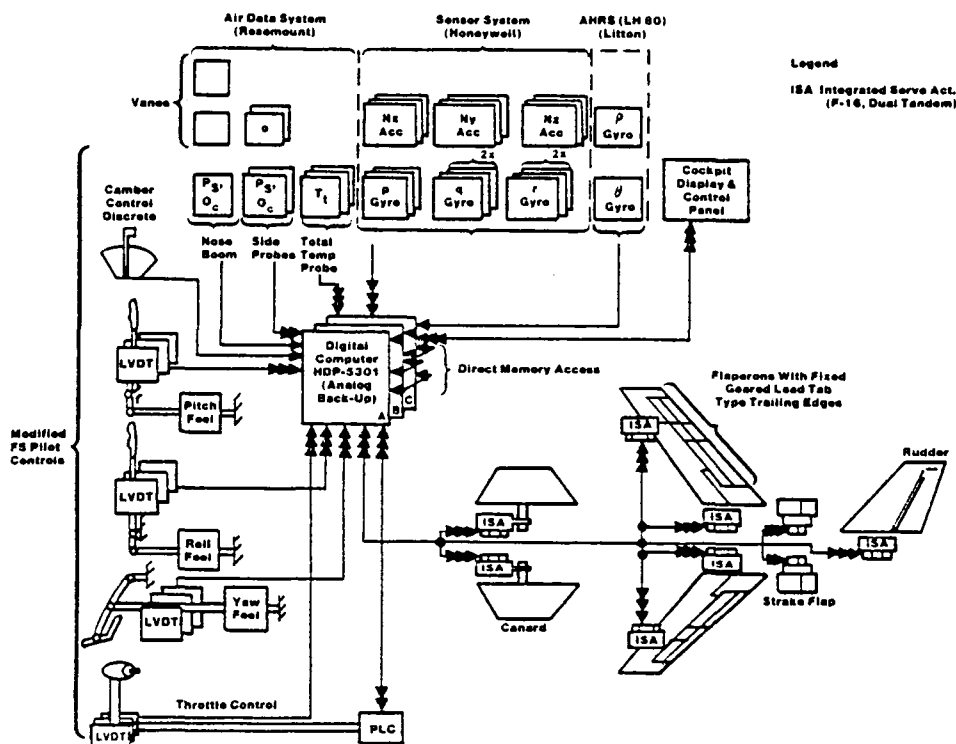 Air Data System
(Rosemount)
Sensor System
(Honeywell)
AHRS (LH 80)
(Litton)
Legend
ISA Integrated Servo Act.
(F-16, Dual Tandem)
Vanes
Nx
Acc
Ny
Acc
Nz
Acc
Gyro
2x
2x
Camber
Control
Discrete
PS,
Qc
PS,
Qc
Tt
p
Gyro
q
Gyro
r
Gyro
θ
Gyro
Cockpit
Display &
Control
Panel
Nose
Boom
Side
Probes
Total
Temp
Probe
Digital
Computer
HDP-5301
(Analog
Back-Up)
A
B
C
Direct Memory Access
LVDT
Pitch
Feel
Modified
F5 Pilot
Controls
LVDT
Roll
Feel
LVDT
Yaw
Feel
Throttle Control
LVDT
PLC
Flaperons With Fixed
Geared Lead Tab
Type Trailing Edges
Rudder
ISA
ISA
ISA
ISA
ISA
ISA
ISA
Canard
Strake Flap